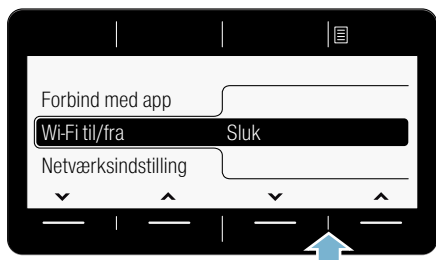 Forbind med app
Wi-Fi til/fra Sluk
Netværksindstilling